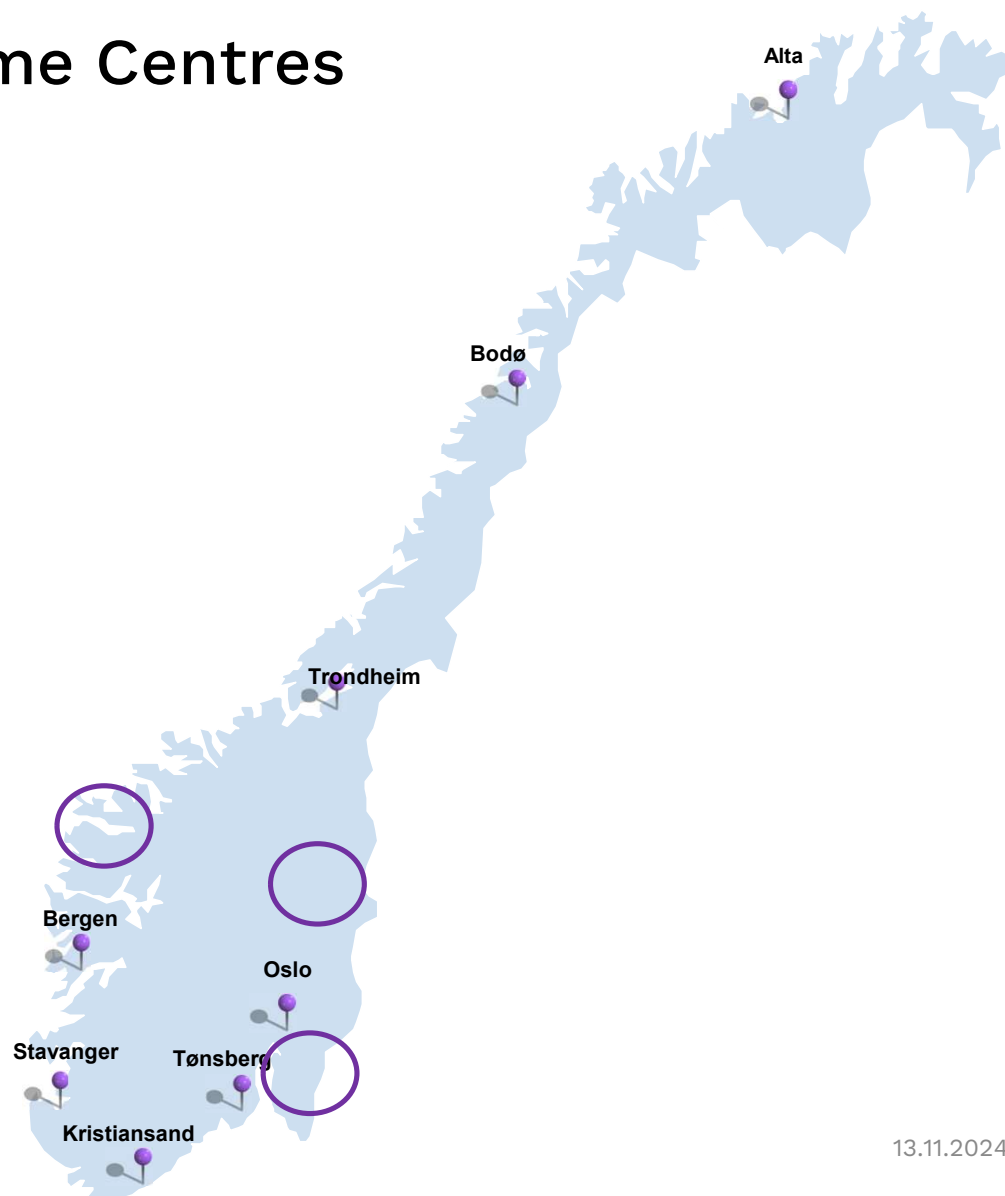 me Centres
Alta
Bodø
Trondheim
Bergen
Oslo
Stavanger
Tønsberg
Kristiansand
13.11.2024